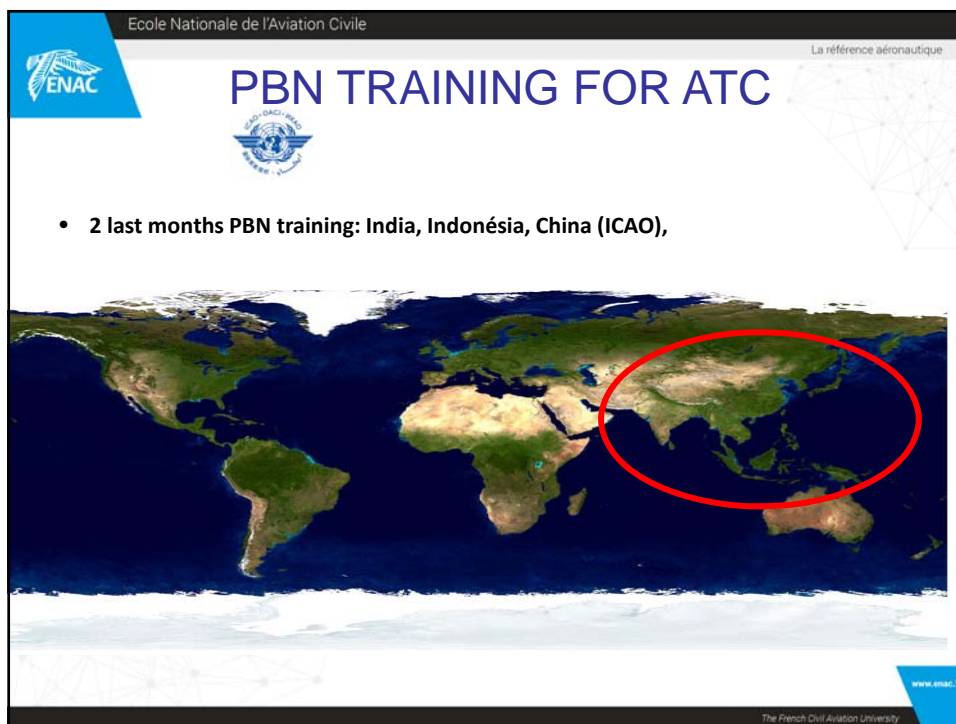 Ecole Nationale de l'Aviation Civile
La référence aéronautique
ENAC
PBN TRAINING FOR ATC
• 2 last months PBN training: India, Indonésia, China (ICAO),
www.enac.
The French Civil Aviation University